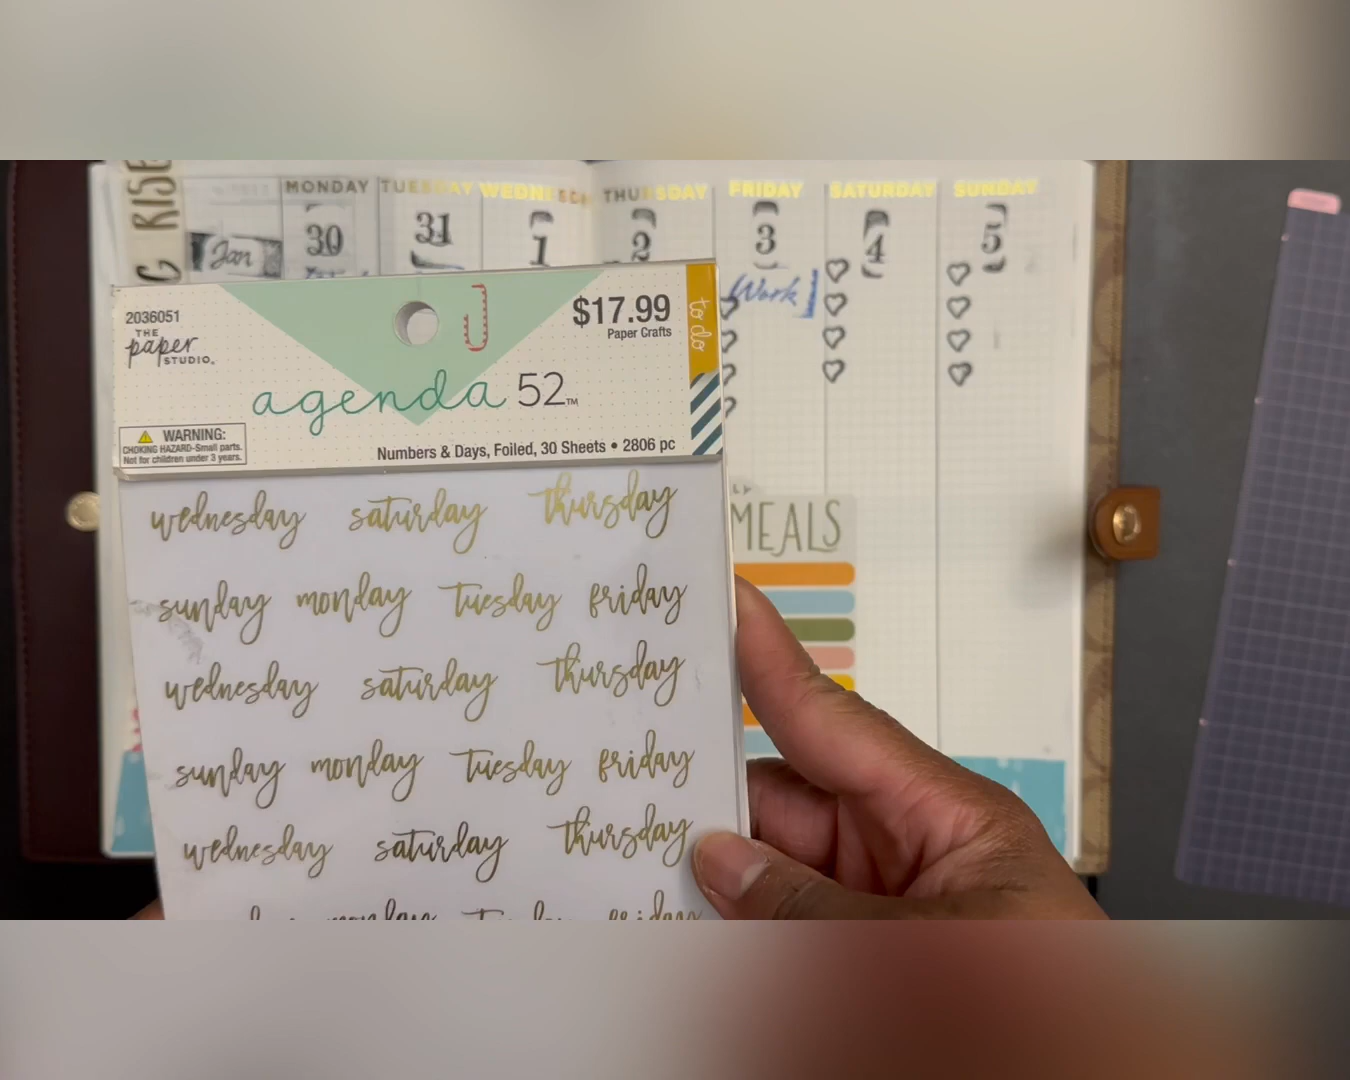 G RISE
MONDAY TUESDAY WEDNESDAY THURSDAY FRIDAY SATURDAY SUNDAY
Jan 30 31 1 2 3 4 5
Work
2036051
THE
paper
STUDIO
$17.99
Paper Crafts
to do
agenda 52™
WARNING:
CHOKING HAZARD-Small parts.
Not for children under 3 years.
Numbers & Days, Foiled, 30 Sheets • 2806 pc
wednesday saturday thursday
sunday monday tuesday friday
wednesday saturday thursday
sunday monday tuesday friday
wednesday saturday thursday
monday friday
MEALS